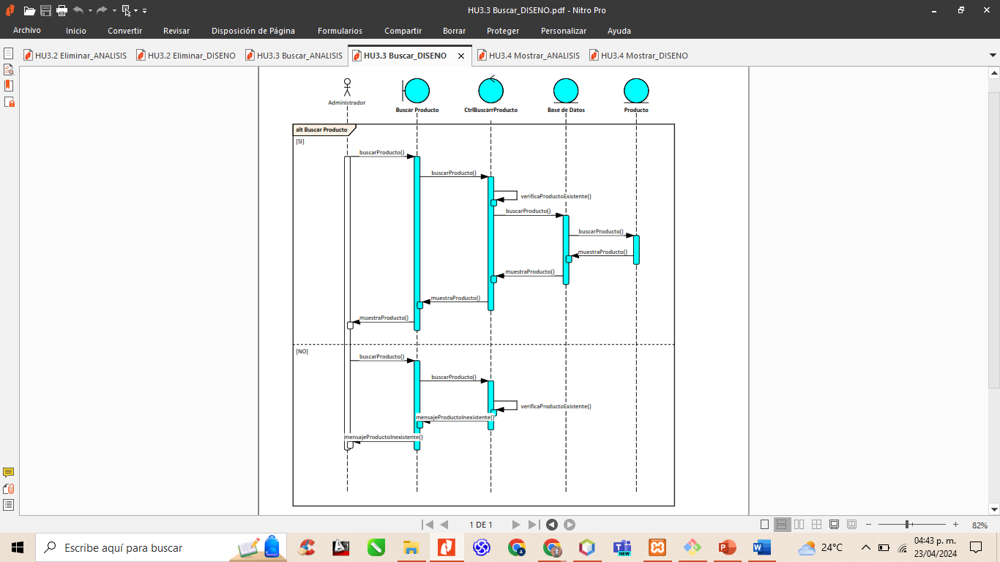 HU3.3 Buscar_DISENO.pdf - Nitro Pro
Archivo Inicio Convertir Revisar Disposición de Página Formularios Compartir Borrar Proteger Personalizar Ayuda
HU3.2 Eliminar_ANALISIS HU3.2 Eliminar_DISENO HU3.3 Buscar_ANALISIS HU3.3 Buscar_DISENO HU3.4 Mostrar_ANALISIS HU3.4 Mostrar_DISENO
Administrador
Buscar Producto CtrlBuscarrProducto Base de Datos Producto
alt Buscar Producto
[SI]
buscarProducto()
buscarProducto()
verificaProductoExistente()
buscarProducto()
buscarProducto()
muestraProducto()
muestraProducto()
muestraProducto()
muestraProducto()
[NO]
buscarProducto()
buscarProducto()
verificaProductoExistente()
mensajeProductoInexistente()
mensajeProductoInexistente()
1 DE 1
82%
Escribe aquí para buscar
NEW
24°C
04:43 p. m.
23/04/2024